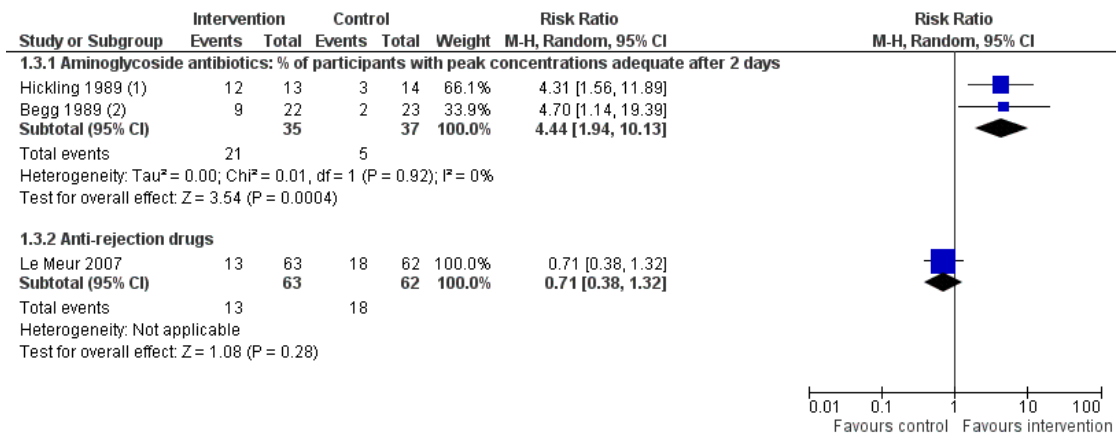 Intervention Control Risk Ratio Risk Ratio
Study or Subgroup Events Total Events Total Weight M-H, Random, 95% CI M-H, Random, 95% CI
1.3.1 Aminoglycoside antibiotics: % of participants with peak concentrations adequate after 2 days
Hickling 1989 (1) 12 13 3 14 66.1% 4.31 [1.56, 11.89]
Begg 1989 (2) 9 22 2 23 33.9% 4.70 [1.14, 19.39]
Subtotal (95% CI) 35 37 100.0% 4.44 [1.94, 10.13]
Total events 21 5
Heterogeneity: Tau² = 0.00; Chi² = 0.01, df = 1 (P = 0.92); I² = 0%
Test for overall effect: Z = 3.54 (P = 0.0004)
1.3.2 Anti-rejection drugs
Le Meur 2007 13 63 18 62 100.0% 0.71 [0.38, 1.32]
Subtotal (95% CI) 63 62 100.0% 0.71 [0.38, 1.32]
Total events 13 18
Heterogeneity: Not applicable
Test for overall effect: Z = 1.08 (P = 0.28)
0.01 0.1 1 10 100
Favours control Favours intervention